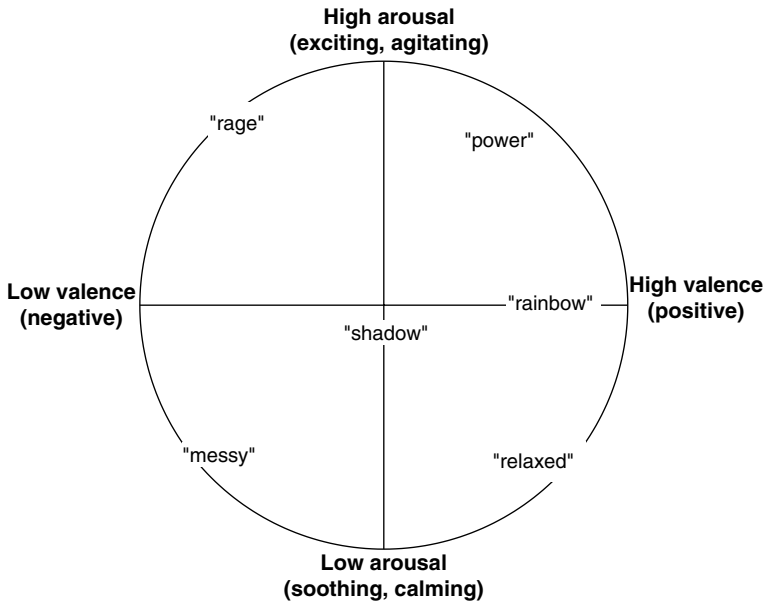 High arousal
(exciting, agitating)
"rage"
"power"
Low valence
(negative)
"rainbow"
High valence
(positive)
"shadow"
"messy"
"relaxed"
Low arousal
(soothing, calming)